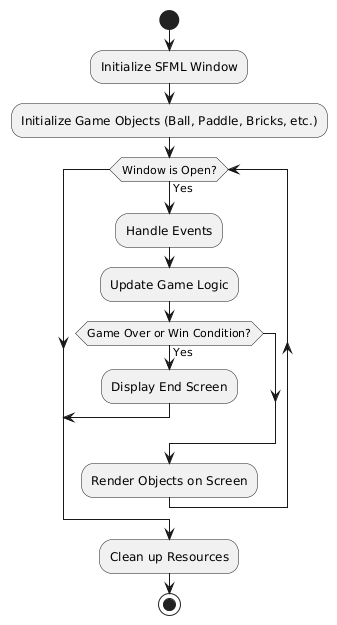 Initialize SFML Window
Initialize Game Objects (Ball, Paddle, Bricks, etc.)
Window is Open?
Yes
Handle Events
Update Game Logic
Game Over or Win Condition?
Yes
Display End Screen
Render Objects on Screen
Clean up Resources